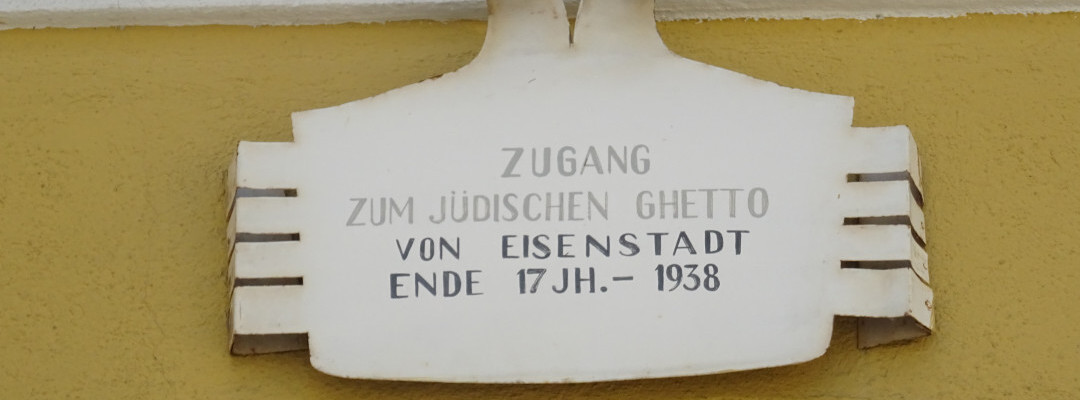 ZUGANG
ZUM JÜDISCHEN GHETTO
VON EISENSTADT
ENDE 17JH.– 1938